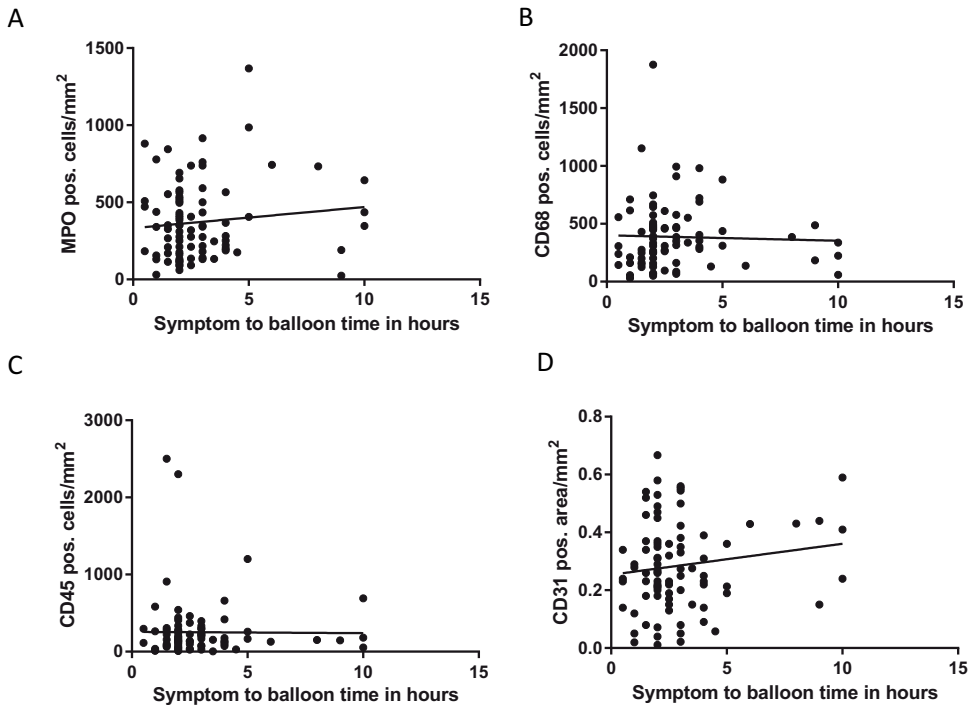 A
MPO pos. cells/mm²
1500
1000
500
0
0 5 10 15
Symptom to balloon time in hours
B
CD68 pos. cells/mm²
2000
1500
1000
500
0
0 5 10 15
Symptom to balloon time in hours
C
CD45 pos. cells/mm²
3000
2000
1000
0
0 5 10 15
Symptom to balloon time in hours
D
CD31 pos. area/mm²
0.8
0.6
0.4
0.2
0.0
0 5 10 15
Symptom to balloon time in hours